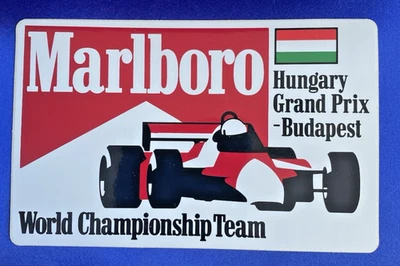 Marlboro
Hungary
Grand Prix
-Budapest
World Championship Team